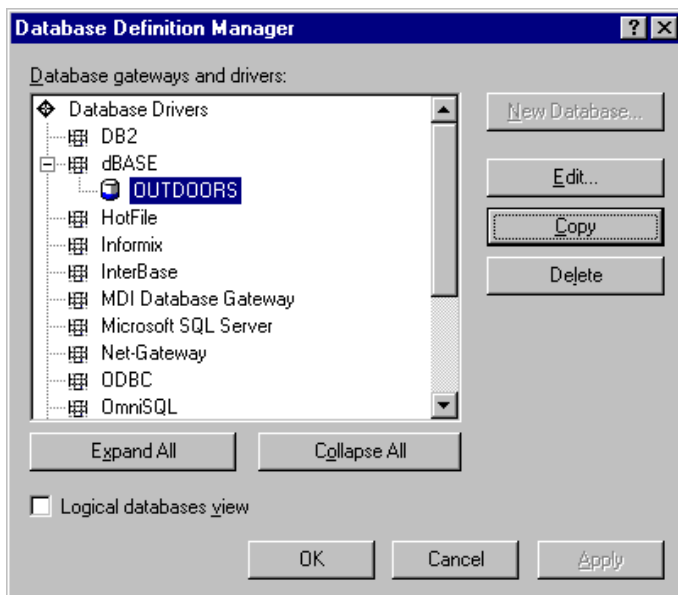 Database Definition Manager
Database gateways and drivers:
Database Drivers
DB2
dBASE
OUTDOORS
HotFile
Informix
InterBase
MDI Database Gateway
Microsoft SQL Server
Net-Gateway
ODBC
OmniSQL
New Database...
Edit...
Copy
Delete
Expand All
Collapse All
Logical databases view
OK
Cancel
Apply